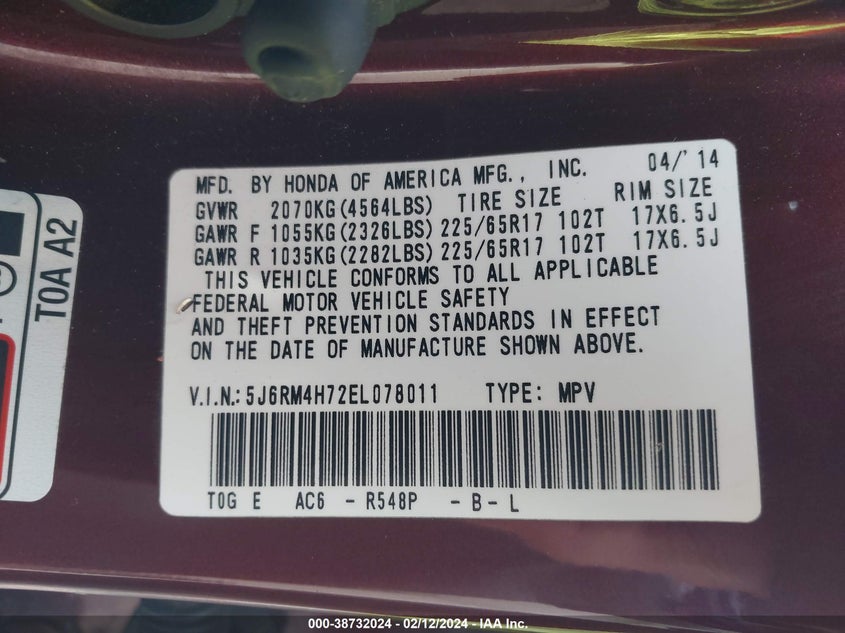 MFD. BY HONDA OF AMERICA MFG., INC. 04/'14
GVWR 2070KG(4564LBS) TIRE SIZE RIM SIZE
GAWR F 1055KG(2326LBS) 225/65R17 102T 17X6.5J
GAWR R 1035KG(2282LBS) 225/65R17 102T 17X6.5J
THIS VEHICLE CONFORMS TO ALL APPLICABLE
FEDERAL MOTOR VEHICLE SAFETY
AND THEFT PREVENTION STANDARDS IN EFFECT
ON THE DATE OF MANUFACTURE SHOWN ABOVE.
V.I.N.: 5J6RM4H72EL078011 TYPE: MPV
T0G E AC6 - R548P - B - L
T0A A2
000-38732024 - 02/12/2024 - IAA Inc.